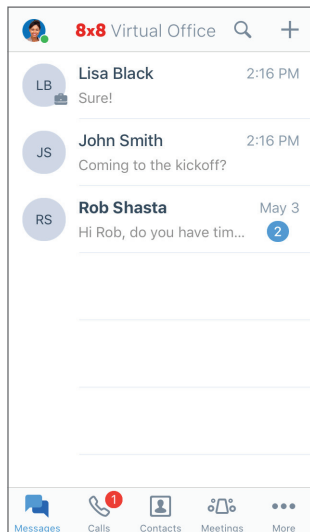 8x8 Virtual Office
LB
Lisa Black
2:16 PM
Sure!
JS
John Smith
2:16 PM
Coming to the kickoff?
RS
Rob Shasta
May 3
Hi Rob, do you have tim...
2
1
Messages
Calls
Contacts
Meetings
More